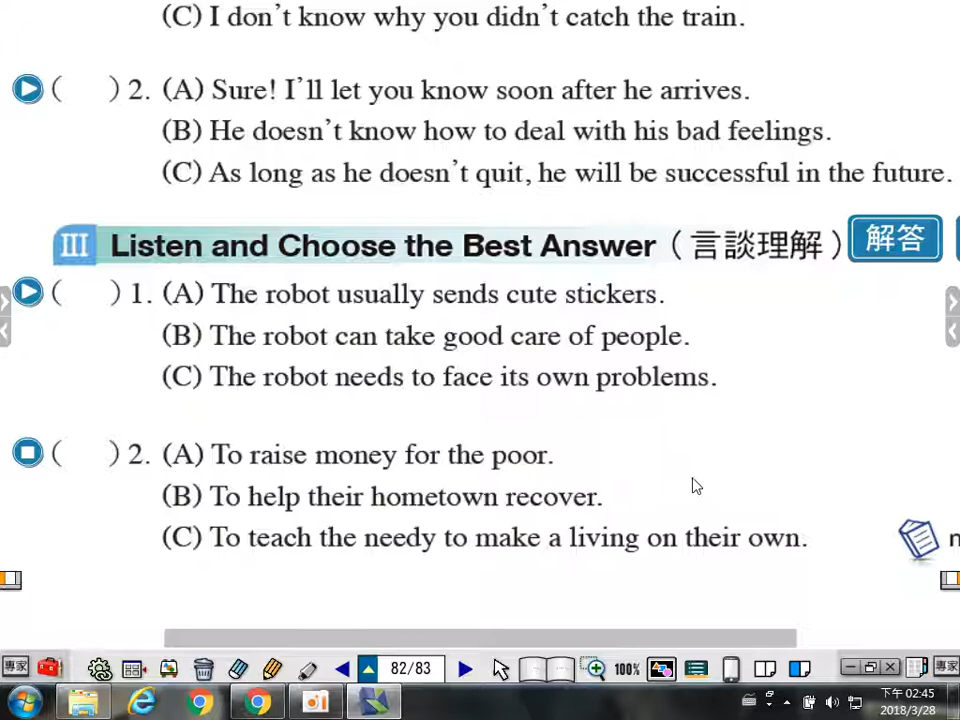 (C) I don't know why you didn't catch the train.
( ) 2. (A) Sure! I'll let you know soon after he arrives.
(B) He doesn't know how to deal with his bad feelings.
(C) As long as he doesn't quit, he will be successful in the future.
III Listen and Choose the Best Answer（言談理解） 解答
( ) 1. (A) The robot usually sends cute stickers.
(B) The robot can take good care of people.
(C) The robot needs to face its own problems.
( ) 2. (A) To raise money for the poor.
(B) To help their hometown recover.
(C) To teach the needy to make a living on their own.
專家 82/83 100% 專家
下午 02:45
2018/3/28